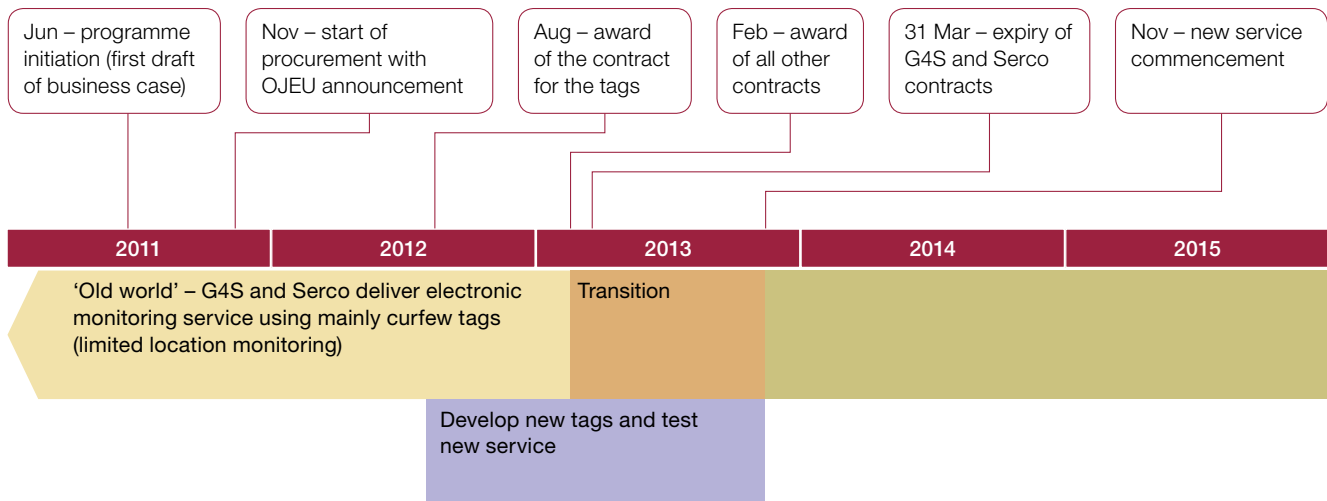 Jun – programme
initiation (first draft
of business case)
Nov – start of
procurement with
OJEU announcement
Aug – award
of the contract
for the tags
Feb – award
of all other
contracts
31 Mar – expiry of
G4S and Serco
contracts
Nov – new service
commencement
2011
2012
2013
2014
2015
‘Old world’ – G4S and Serco deliver electronic
monitoring service using mainly curfew tags
(limited location monitoring)
Transition
Develop new tags and test
new service